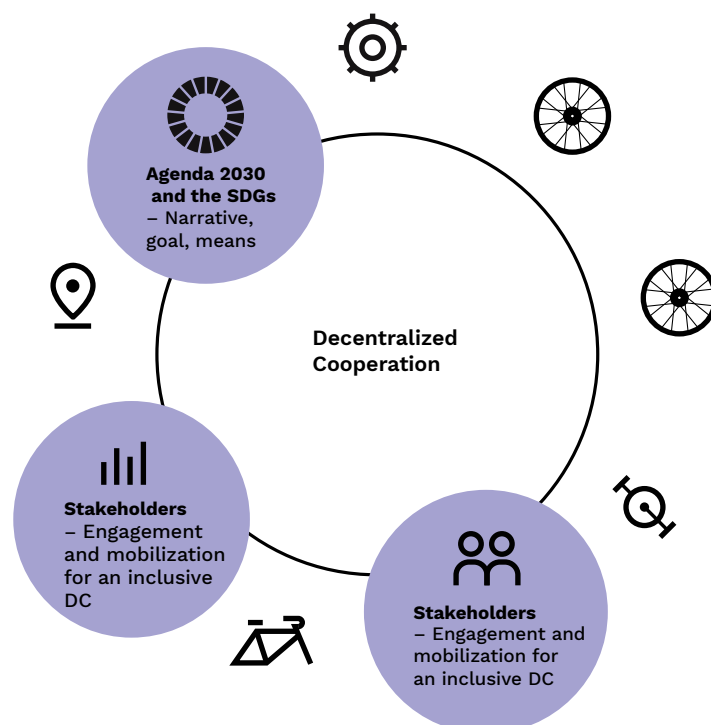 Agenda 2030
and the SDGs
– Narrative,
goal, means
Decentralized
Cooperation
Stakeholders
– Engagement
and mobilization
for an inclusive
DC
Stakeholders
– Engagement and
mobilization for
an inclusive DC